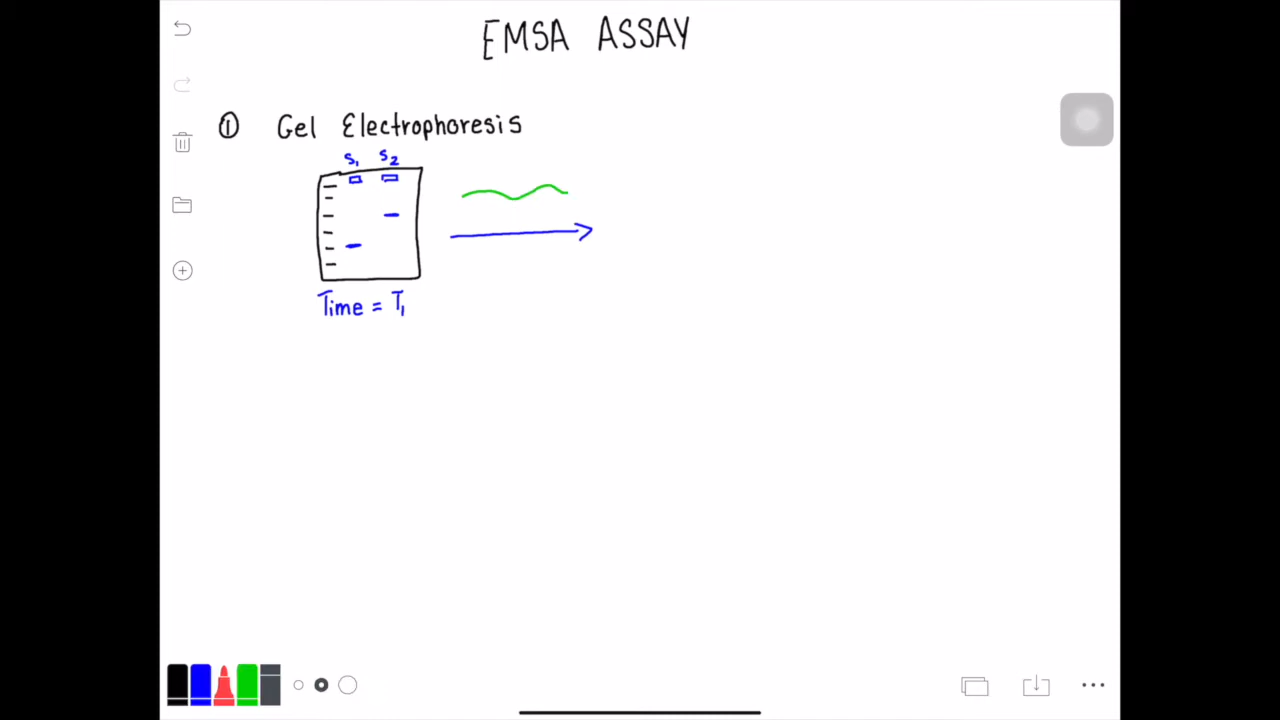 EMSA ASSAY
① Gel Electrophoresis
S₁ S₂
Time = T₁